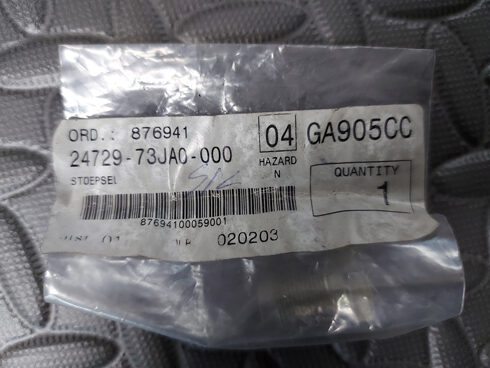 ORD.: 876941
04
GA905CC
24729-73JA0-000
HAZARD
N
STOEPSEL
QUANTITY
1
87694100059001
020203